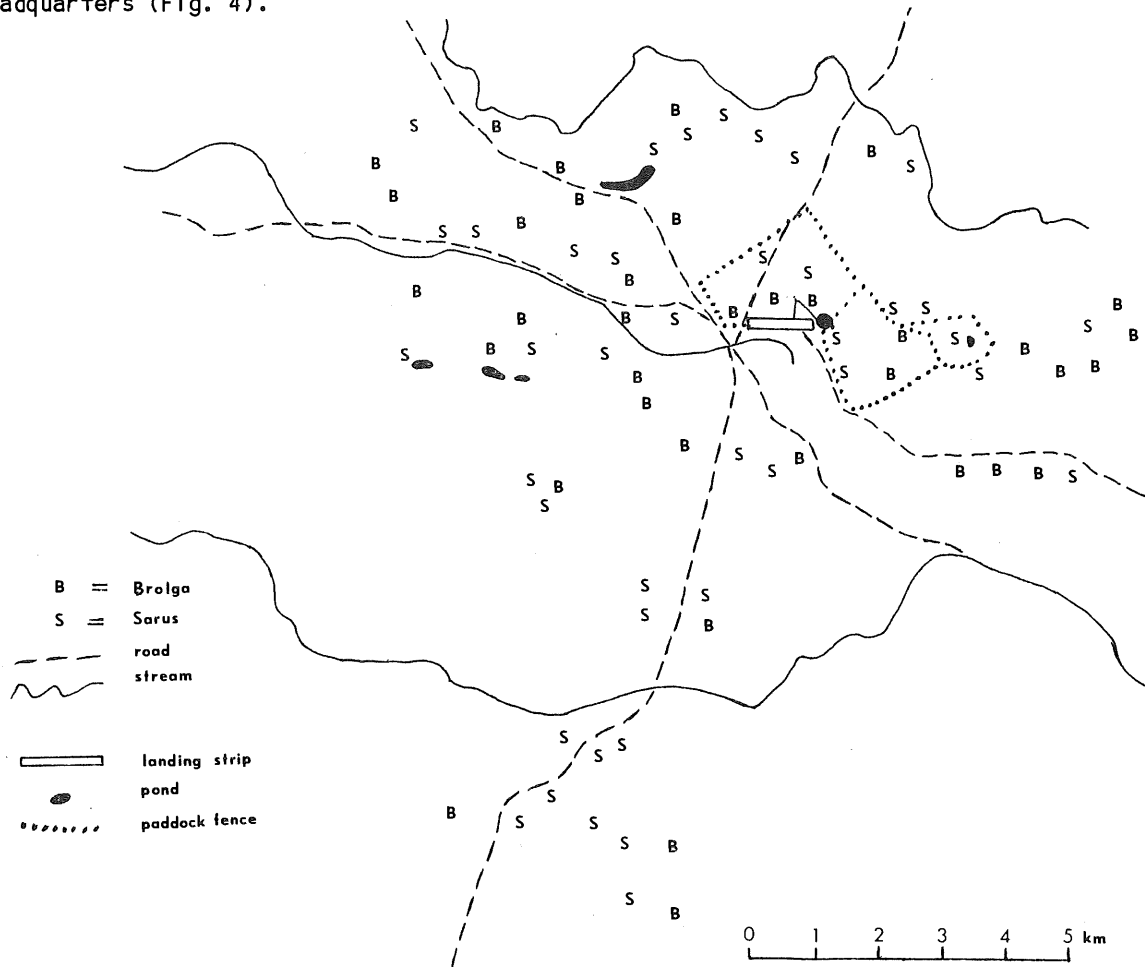 adquarters (Fig. 4).
B S
S B S S
S B S
B B S
B B
B B
S S
S S S
B S
B B B B
B S S
B B S S
S B S B
S B S S B
B S B S B B
B
B S B
S B B B S
S B
S
S S
S B
B = Brolga
S = Sarus
road
stream
S S
S
landing strip
pond
paddock fence
S
B S S
S B
S B
0 1 2 3 4 5 km